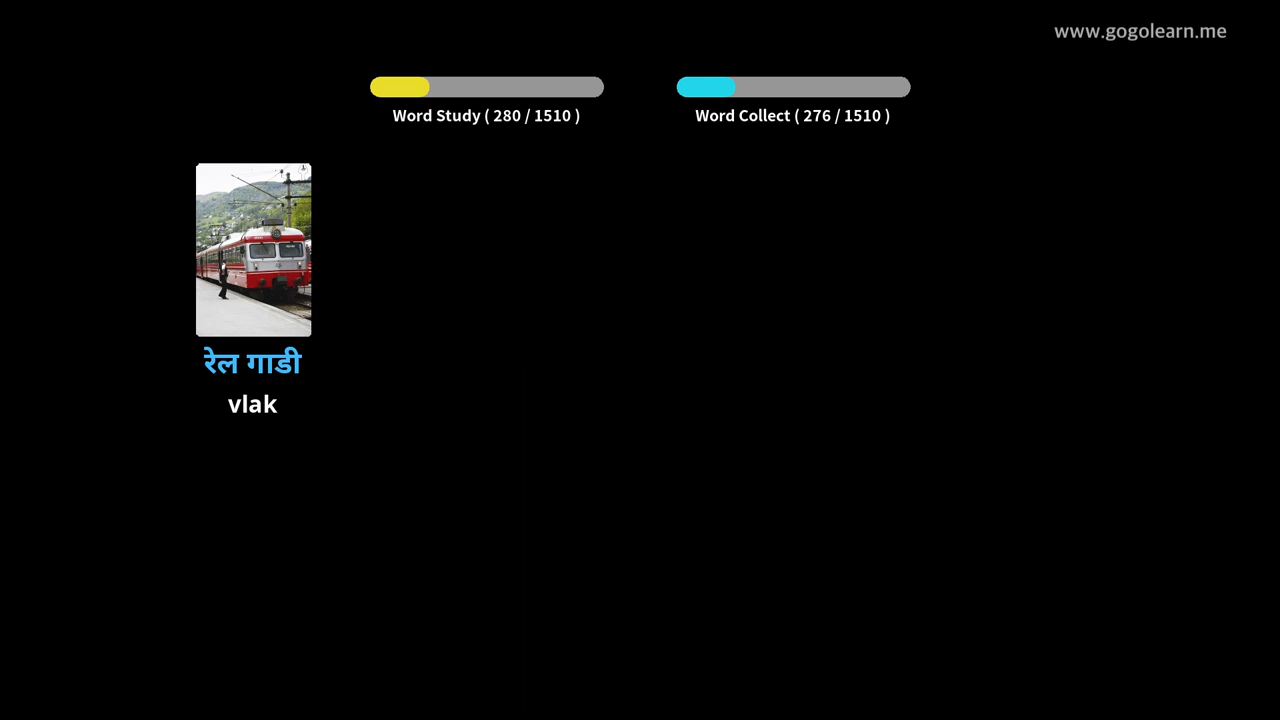 www.gogolearn.me
Word Study ( 280 / 1510 )
Word Collect ( 276 / 1510 )
रेल गाडी
vlak